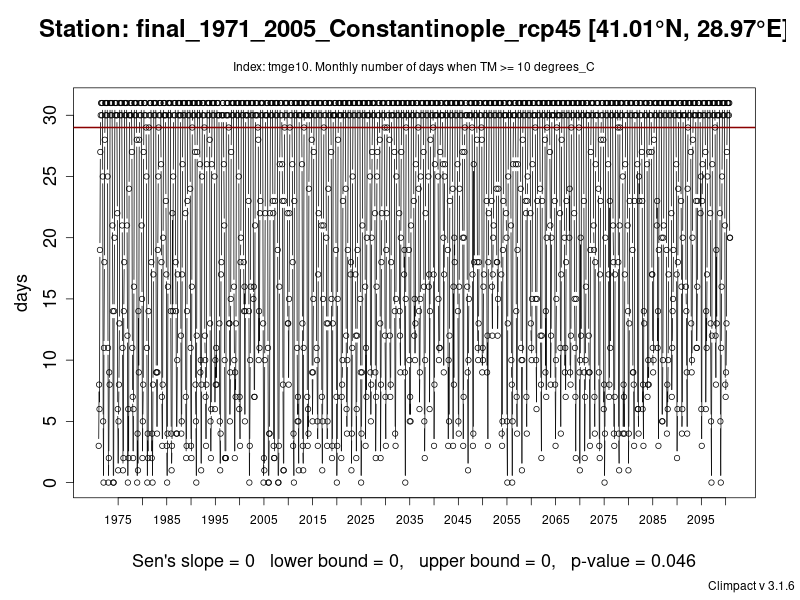 Station: final_1971_2005_Constantinople_rcp45 [41.01°N, 28.97°E]
Index: tmge10. Monthly number of days when TM >= 10 degrees_C
30
25
20
15
10
5
0
days
1975 1985 1995 2005 2015 2025 2035 2045 2055 2065 2075 2085 2095
Sen's slope = 0 lower bound = 0, upper bound = 0, p-value = 0.046
Climpact v 3.1.6